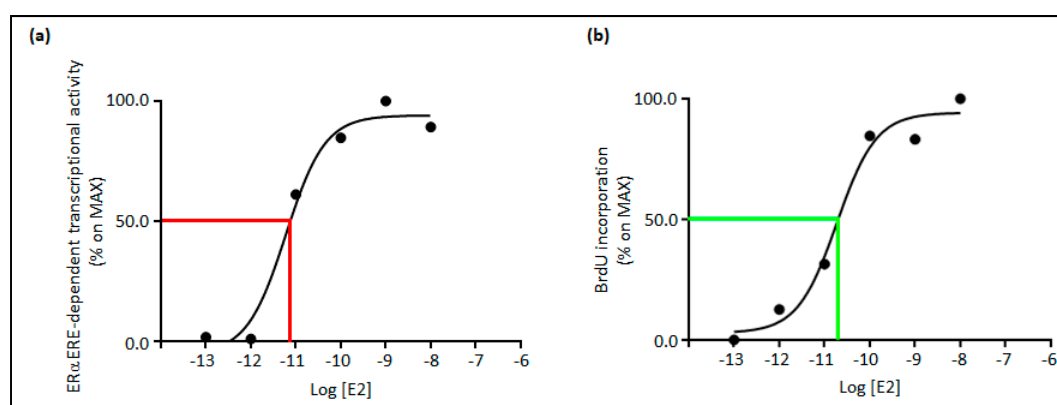 (a)
ERαERE-dependent transcriptional activity
(% on MAX)
100.0
50.0
0.0
-13 -12 -11 -10 -9 -8 -7 -6
Log [E2]
(b)
BrdU incorporation
(% on MAX)
100.0
50.0
0.0
-13 -12 -11 -10 -9 -8 -7 -6
Log [E2]